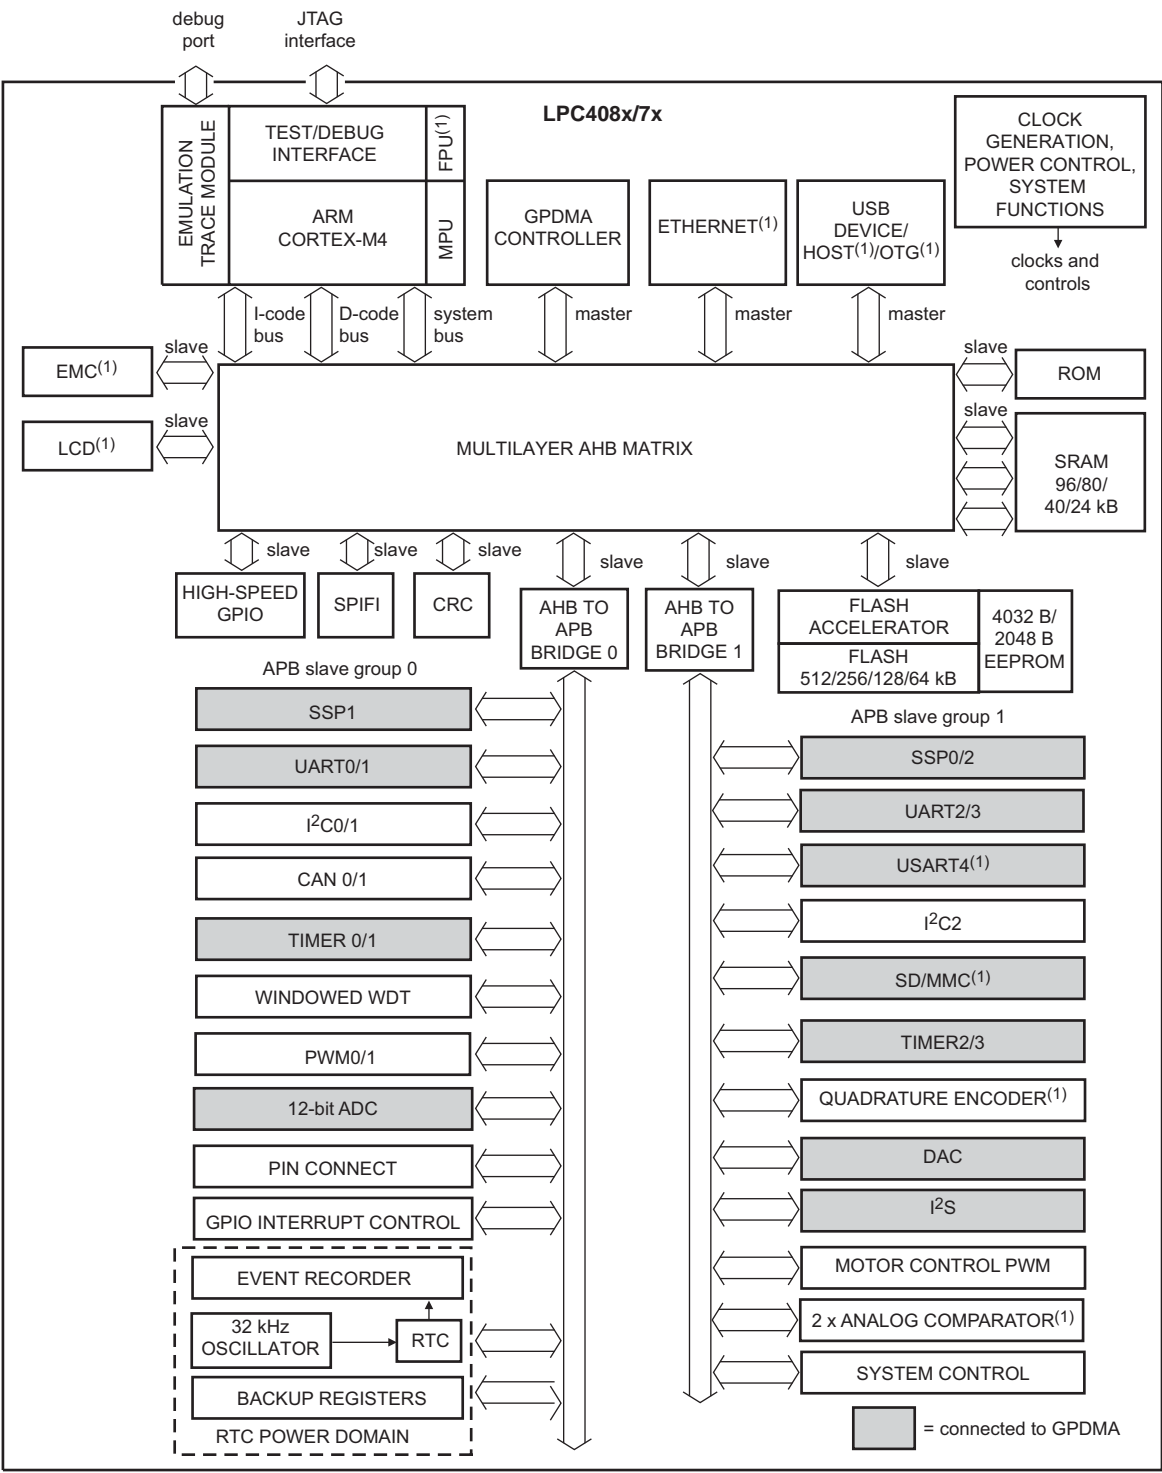 debug
port
JTAG
interface
LPC408x/7x
EMULATION
TRACE MODULE
TEST/DEBUG
INTERFACE
FPU(1)
ARM
CORTEX-M4
MPU
GPDMA
CONTROLLER
ETHERNET(1)
USB
DEVICE/
HOST(1)/OTG(1)
CLOCK
GENERATION,
POWER CONTROL,
SYSTEM
FUNCTIONS
clocks and
controls
I-code
bus
D-code
bus
system
bus
master
master
master
EMC(1)
slave
LCD(1)
slave
MULTILAYER AHB MATRIX
slave
ROM
slave
SRAM
96/80/
40/24 kB
slave
slave
slave
slave
slave
slave
HIGH-SPEED
GPIO
SPIFI
CRC
AHB TO
APB
BRIDGE 0
AHB TO
APB
BRIDGE 1
FLASH
ACCELERATOR
FLASH
512/256/128/64 kB
4032 B/
2048 B
EEPROM
APB slave group 0
SSP1
UART0/1
I2C0/1
CAN 0/1
TIMER 0/1
WINDOWED WDT
PWM0/1
12-bit ADC
PIN CONNECT
GPIO INTERRUPT CONTROL
EVENT RECORDER
32 kHz
OSCILLATOR
RTC
BACKUP REGISTERS
RTC POWER DOMAIN
APB slave group 1
SSP0/2
UART2/3
USART4(1)
I2C2
SD/MMC(1)
TIMER2/3
QUADRATURE ENCODER(1)
DAC
I2S
MOTOR CONTROL PWM
2 x ANALOG COMPARATOR(1)
SYSTEM CONTROL
= connected to GPDMA